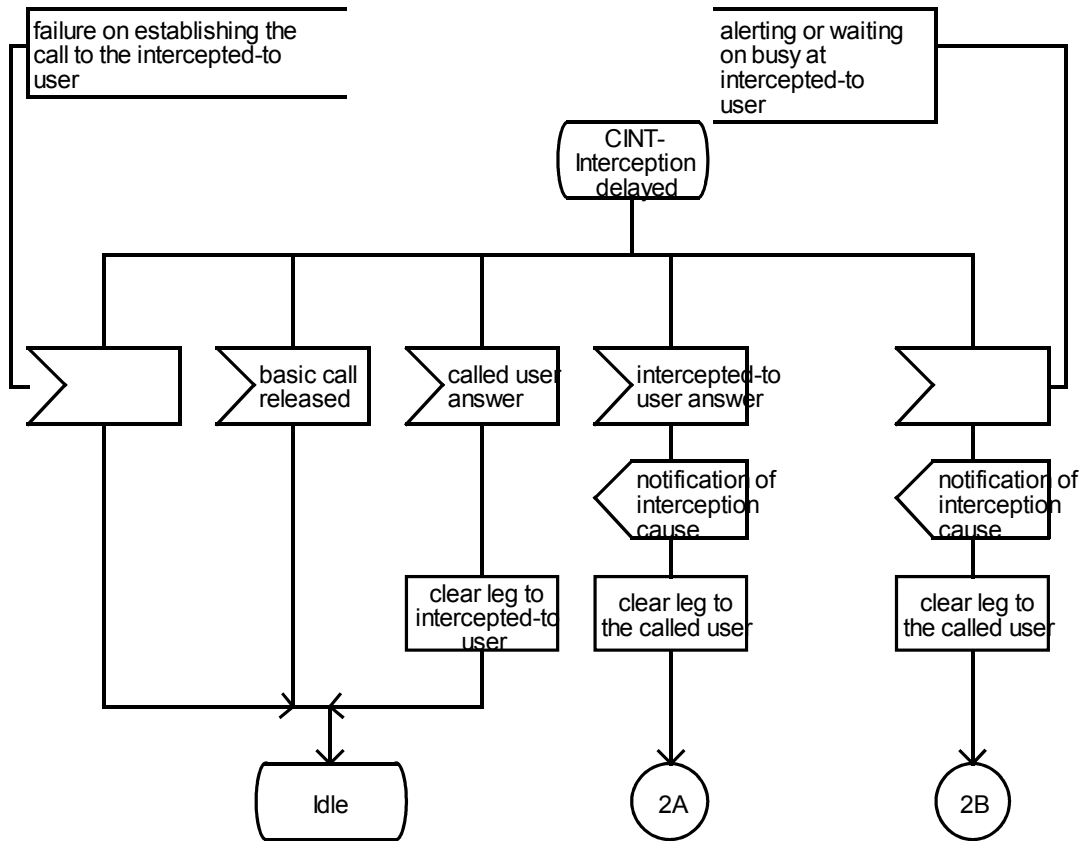 failure on establishing the
call to the intercepted-to
user
alerting or waiting
on busy at
intercepted-to
user
CINT-
Interception
delayed
basic call
released
called user
answer
intercepted-to
user answer
notification of
interception
cause
notification of
interception
cause
clear leg to
intercepted-to
user
clear leg to
the called user
clear leg to
the called user
Idle
2A
2B